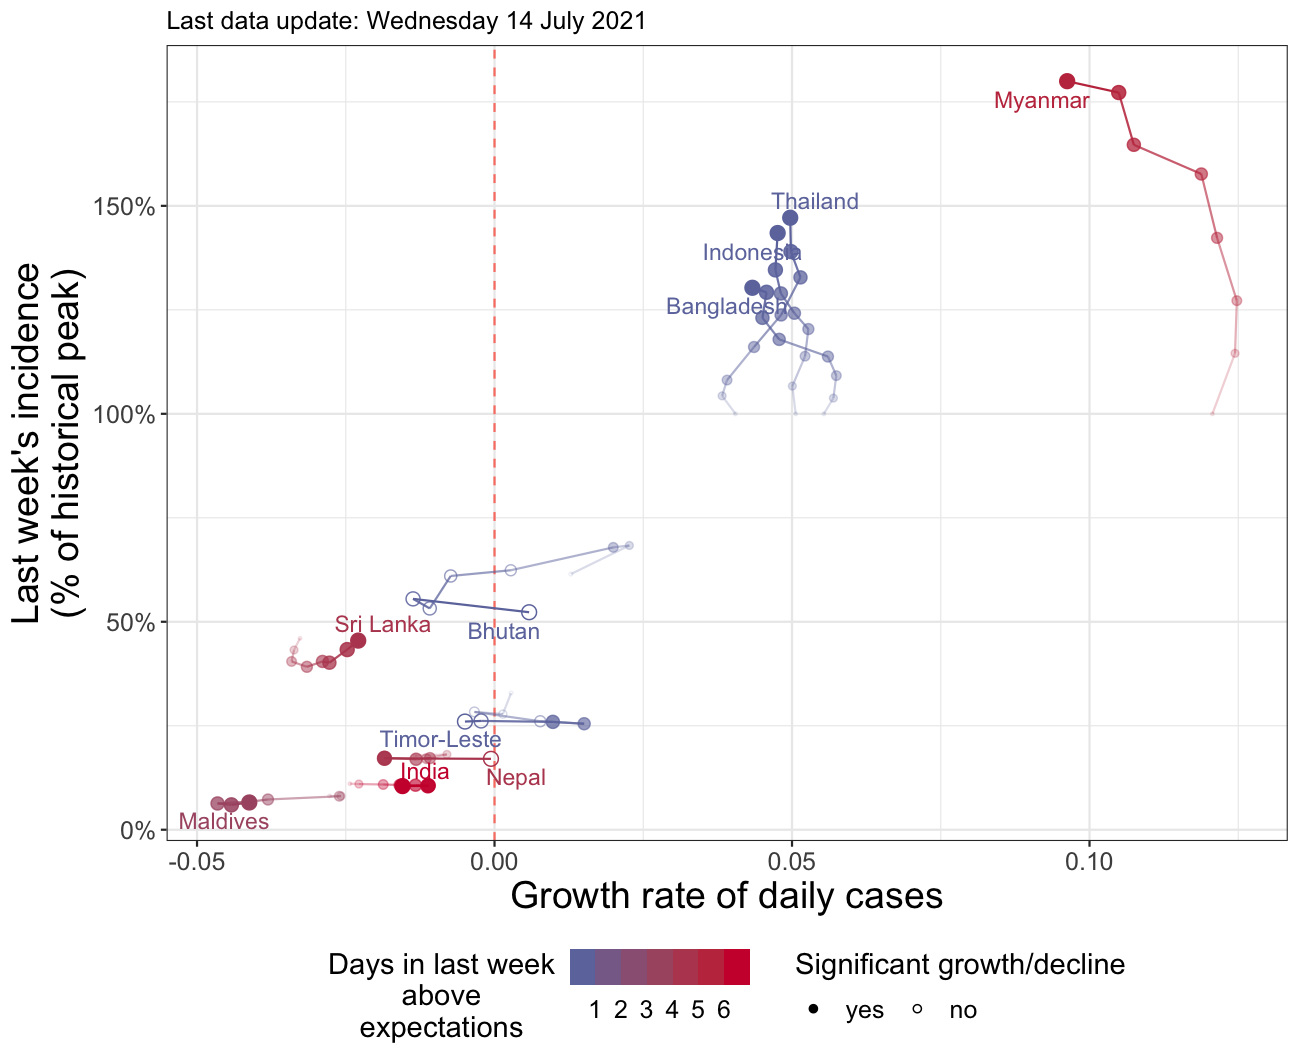 Last data update: Wednesday 14 July 2021
Last week's incidence
(% of historical peak)
150%
100%
50%
0%
Myanmar
Thailand
Indonesia
Bangladesh
Sri Lanka
Bhutan
Timor-Leste
India
Nepal
Maldives
-0.05
0.00
0.05
0.10
Growth rate of daily cases
Days in last week
above
expectations
1 2 3 4 5 6
Significant growth/decline
yes
no